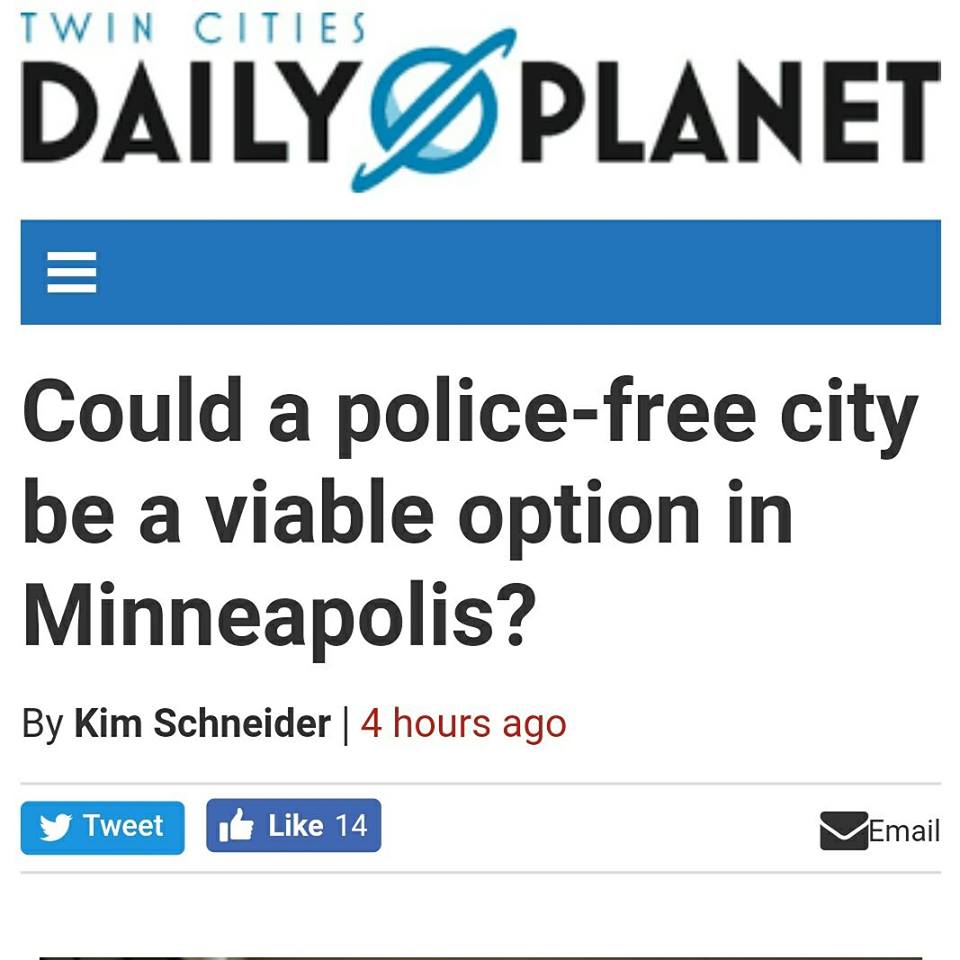 TWIN CITIES
DAILY PLANET
Could a police-free city
be a viable option in
Minneapolis?
By Kim Schneider | 4 hours ago
Tweet Like 14 Email